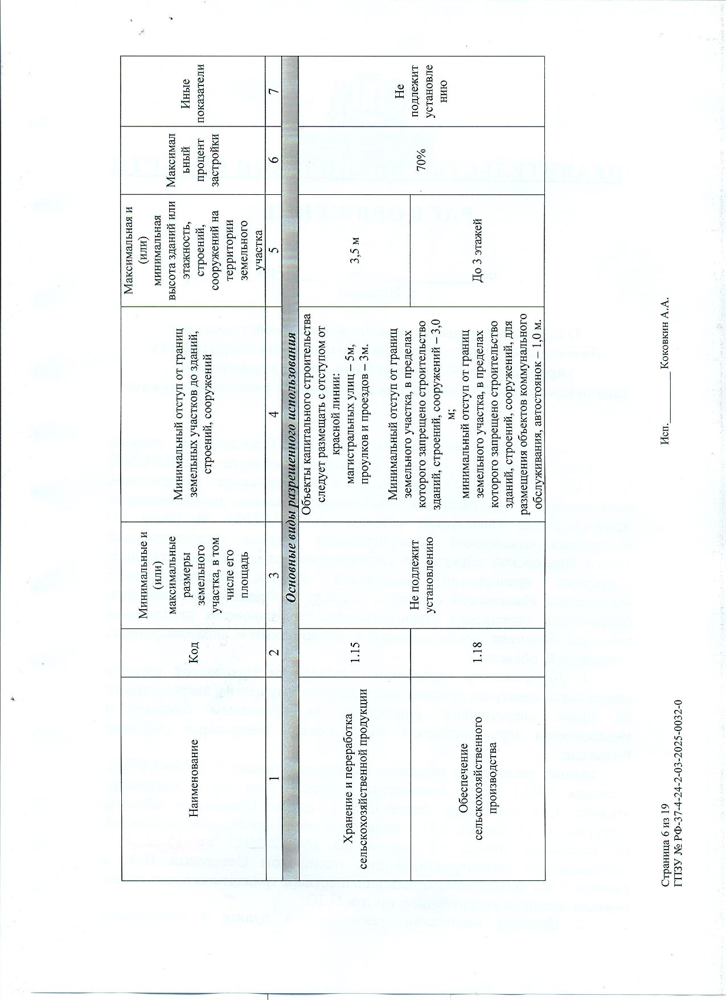 Наименование
Код
Минимальные и
(или)
максимальные
размеры
земельного
участка, в том
числе его
площадь
Минимальный отступ от границ
земельных участков до зданий,
строений, сооружений
Максимальная и
(или)
минимальная
высота зданий или
этажность,
строений,
сооружений на
территории
земельного
участка
Максимал
ьный
процент
застройки
Иные
показатели
1
2
3
4
5
6
7
Основные виды разрешенного использования
Хранение и переработка
сельскохозяйственной продукции
1.15
Не подлежит
установлению
Объекты капитального строительства
следует размещать с отступом от
красной линии:
магистральных улиц – 5м,
проулков и проездов – 3м.
Минимальный отступ от границ
земельного участка, в пределах
которого запрещено строительство
зданий, строений, сооружений – 3,0
м;
минимальный отступ от границ
земельного участка, в пределах
которого запрещено строительство
зданий, строений, сооружений, для
размещения объектов коммунального
обслуживания, автостоянок – 1,0 м.
3,5 м
70%
Не
подлежит
установле
нию
Обеспечение
сельскохозяйственного
производства
1.18
До 3 этажей
Страница 6 из 19
ГПЗУ № РФ-37-4-24-2-03-2025-0032-0
Исп.__________ Коковкин А.А.